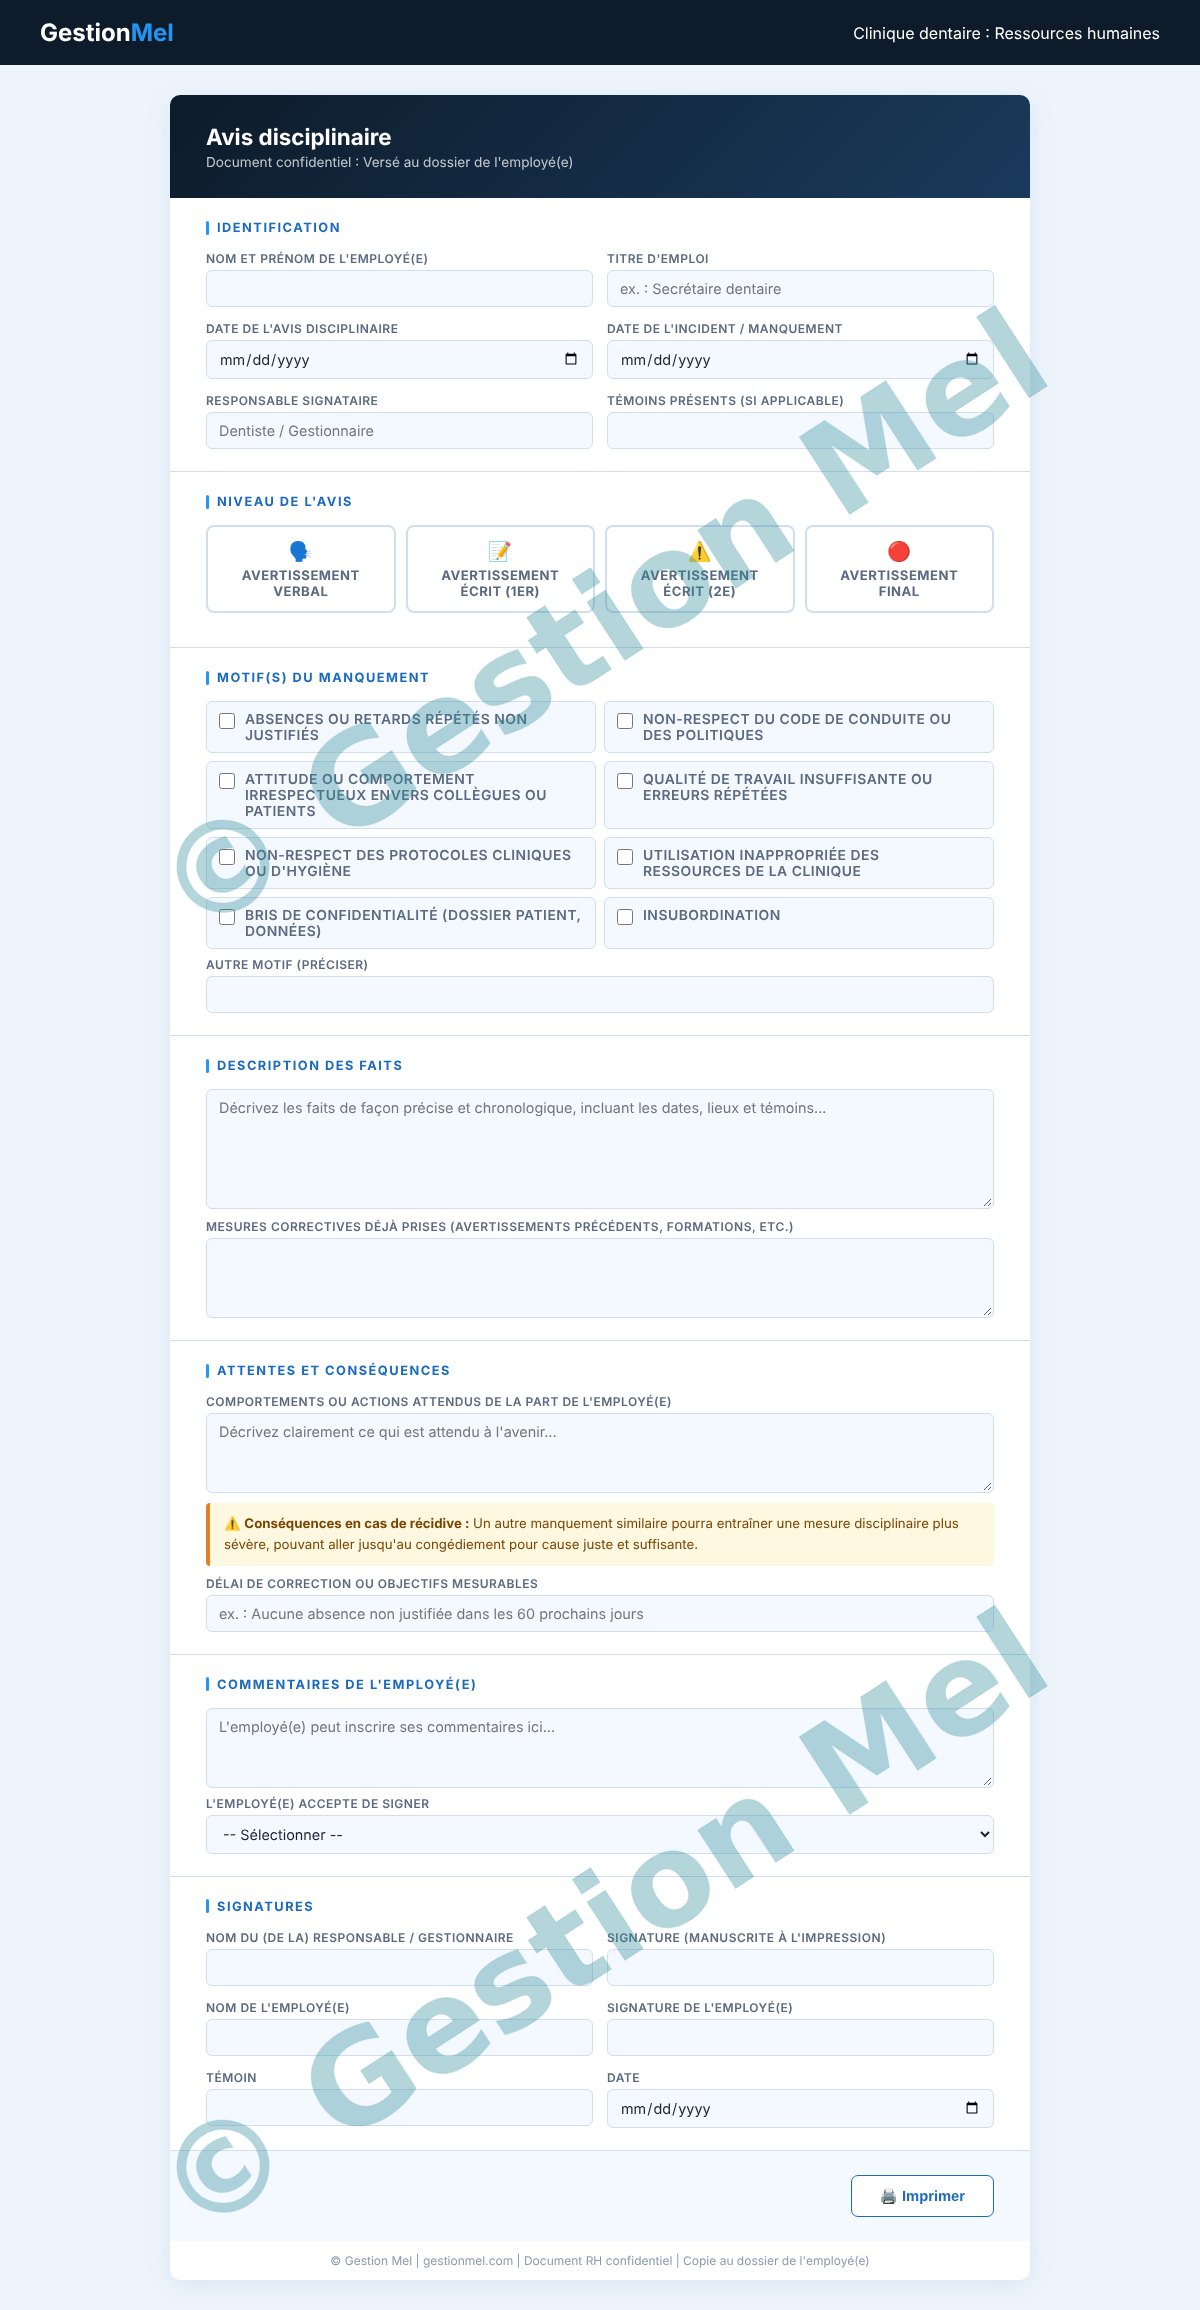 GestionMel
Clinique dentaire : Ressources humaines
Avis disciplinaire
Document confidentiel : Versé au dossier de l'employé(e)
IDENTIFICATION
NOM ET PRÉNOM DE L'EMPLOYÉ(E)
TITRE D'EMPLOI
ex. : Secrétaire dentaire
DATE DE L'AVIS DISCIPLINAIRE
DATE DE L'INCIDENT / MANQUEMENT
mm/dd/yyyy
mm/dd/yyyy
RESPONSABLE SIGNATAIRE
TÉMOINS PRÉSENTS (SI APPLICABLE)
Dentiste / Gestionnaire
NIVEAU DE L'AVIS
AVERTISSEMENT
VERBAL
AVERTISSEMENT
ÉCRIT (1ER)
AVERTISSEMENT
ÉCRIT (2E)
AVERTISSEMENT
FINAL
MOTIF(S) DU MANQUEMENT
ABSENCES OU RETARDS RÉPÉTÉS NON
JUSTIFIÉS
NON-RESPECT DU CODE DE CONDUITE OU
DES POLITIQUES
ATTITUDE OU COMPORTEMENT
IRRESPECTUEUX ENVERS COLLÈGUES OU
PATIENTS
QUALITÉ DE TRAVAIL INSUFFISANTE OU
ERREURS RÉPÉTÉES
NON-RESPECT DES PROTOCOLES CLINIQUES
OU D'HYGIÈNE
UTILISATION INAPPROPRIÉE DES
RESSOURCES DE LA CLINIQUE
BRIS DE CONFIDENTIALITÉ (DOSSIER PATIENT,
DONNÉES)
INSUBORDINATION
AUTRE MOTIF (PRÉCISER)
© Gestion Mel
DESCRIPTION DES FAITS
Décrivez les faits de façon précise et chronologique, incluant les dates, lieux et témoins...
MESURES CORRECTIVES DÉJÀ PRISES (AVERTISSEMENTS PRÉCÉDENTS, FORMATIONS, ETC.)
ATTENTES ET CONSÉQUENCES
COMPORTEMENTS OU ACTIONS ATTENDUS DE LA PART DE L'EMPLOYÉ(E)
Décrivez clairement ce qui est attendu à l'avenir...
⚠️ Conséquences en cas de récidive : Un autre manquement similaire pourra entraîner une mesure disciplinaire plus
sévère, pouvant aller jusqu'au congédiement pour cause juste et suffisante.
DÉLAI DE CORRECTION OU OBJECTIFS MESURABLES
ex. : Aucune absence non justifiée dans les 60 prochains jours
COMMENTAIRES DE L'EMPLOYÉ(E)
L'employé(e) peut inscrire ses commentaires ici...
L'EMPLOYÉ(E) ACCEPTE DE SIGNER
-- Sélectionner --
SIGNATURES
NOM DU (DE LA) RESPONSABLE / GESTIONNAIRE
SIGNATURE (MANUSCRITE À L'IMPRESSION)
NOM DE L'EMPLOYÉ(E)
SIGNATURE DE L'EMPLOYÉ(E)
TÉMOIN
DATE
mm/dd/yyyy
© Gestion Mel
Imprimer
© Gestion Mel | gestionmel.com | Document RH confidentiel | Copie au dossier de l'employé(e)